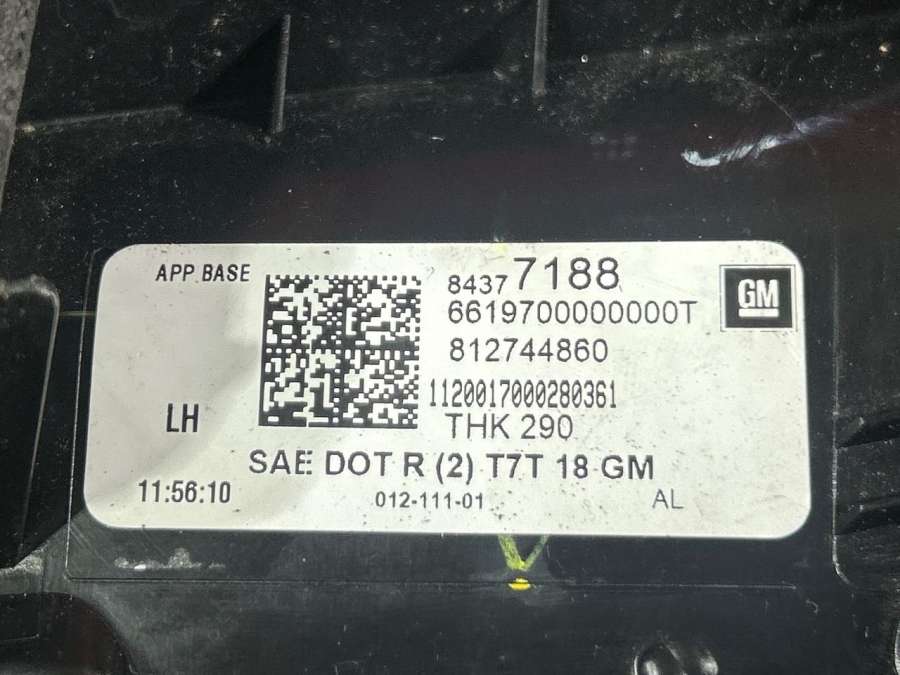 APP BASE
84377188
GM
6619700000000T
812744860
1120017000280361
LH
THK 290
SAE DOT R (2) T7T 18 GM
11:56:10
012-111-01
AL